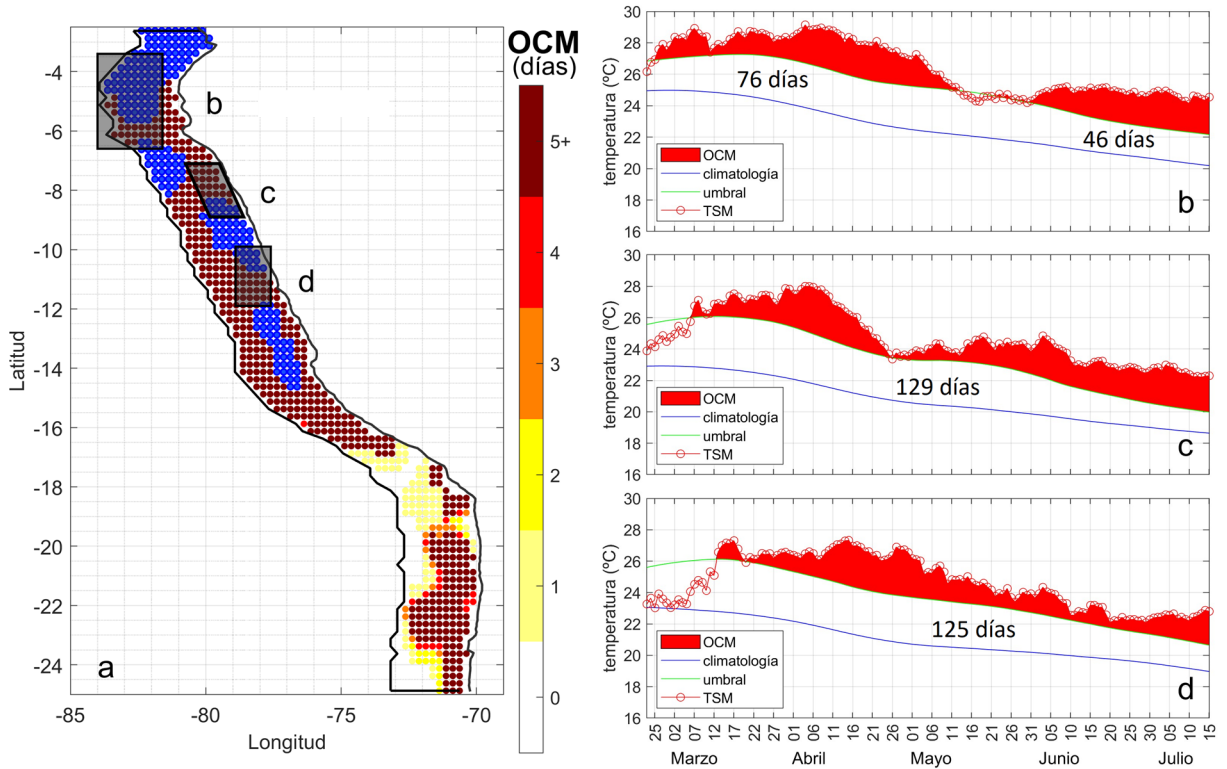 OCM
(días)
-4
-6
-8
-10
-12
-14
-16
-18
-20
-22
-24
Latitud
-85
-80
-75
-70
Longitud
a
b
c
d
5+
4
3
2
1
0
30
28
26
24
22
20
18
16
temperatura (ºC)
76 días
46 días
OCM
climatología
umbral
TSM
b
28
26
24
22
20
18
16
temperatura (ºC)
129 días
OCM
climatología
umbral
TSM
c
30
28
26
24
22
20
18
16
temperatura (ºC)
125 días
OCM
climatología
umbral
TSM
d
25 02 07 12 17 22 27 01 06 11 16 21 26 01 06 11 16 21 26 31 05 10 15 20 25 30 05 10 15
Marzo Abril Mayo Junio Julio